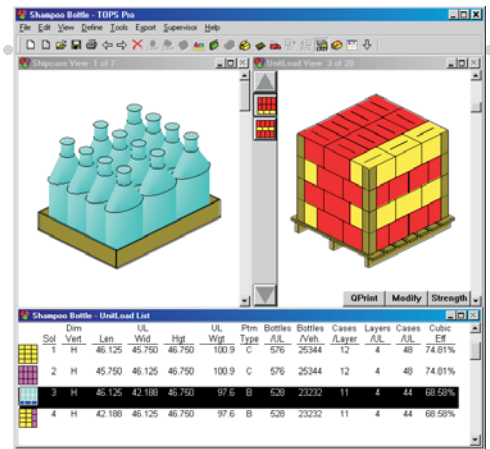 Shampoo Bottle - TOPS Pro
File Edit View Define Tools Export Supervisor Help
Shipcase View 1 of 7
UnitLoad View 3 of 28
QPrint Modify Strength
Shampoo Bottle - UnitLoad List
Dim UL UL Ptrn Bottles Bottles Cases Layers Cases Cubic
Sol Vert Len Wid Hgt Wgt Type /UL /Veh. /Layer /UL /UL Eff
1 H 46.125 45.750 46.750 100.9 C 576 25344 12 4 48 74.81%
2 H 45.750 46.125 46.750 100.9 C 576 25344 12 4 48 74.81%
3 H 46.125 42.188 46.750 97.6 B 528 23232 11 4 44 68.58%
4 H 42.188 46.125 46.750 97.6 B 528 23232 11 4 44 68.58%